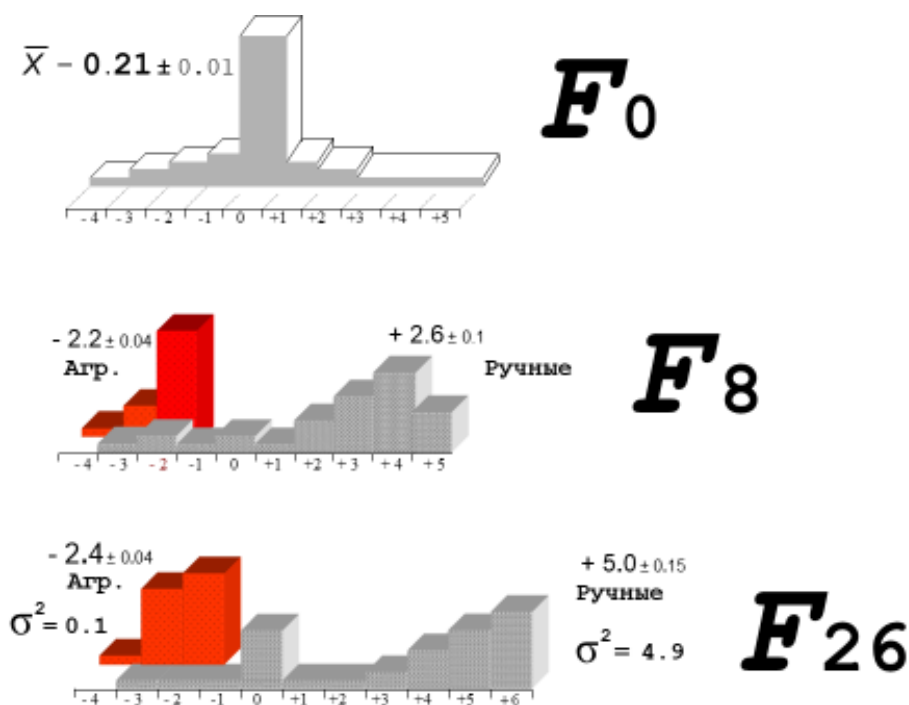 X̅ - 0.21 ± 0.01
F0
-4 -3 -2 -1 0 +1 +2 +3 +4 +5
- 2.2 ± 0.04
Агр.
+ 2.6 ± 0.1
Ручные
F8
-4 -3 -2 -1 0 +1 +2 +3 +4 +5
- 2.4 ± 0.04
Агр.
σ² = 0.1
+ 5.0 ± 0.15
Ручные
σ² = 4.9
F26
-4 -3 -2 -1 0 +1 +2 +3 +4 +5 +6